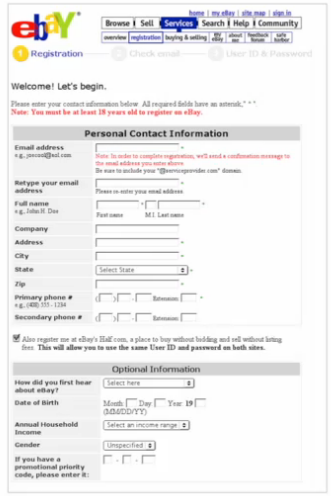 ebY
home | my eBay | site map | sign in
Browse | Sell | Services | Search | Help | Community
overview | registration | buying & selling | my eBay | about me | feedback forum | safe harbor
1 Registration 2 Check email 3 User ID & Password
Welcome! Let's begin.
Please enter your contact information below. All required fields have an asterisk," * ".
Note: You must be at least 18 years old to register on eBay.
Personal Contact Information
Email address *
e.g., jsmith@aol.com
Note: In order to complete registration, we'll send a confirmation message to
the email address you enter above
Be sure to include your "@serviceprovider.com" domain.
Retype your email address *
Please re-enter your email address
Full name *
e.g., John H. Doe
First name M.I. Last name
Company
Address *
City *
State Select State *
Zip *
Primary phone # ( ) - Extension: *
e.g., (408) 555 - 1234
Secondary phone # ( ) - Extension:
Also register me at eBay's Half.com, a place to buy without bidding and sell without listing
fees. This will allow you to use the same User ID and password on both sites.
Optional Information
How did you first hear about eBay? Select here
Date of Birth Month Day Year 19
(MM/DD/YY)
Annual Household Income Select an income range
Gender Unspecified
If you have a promotional priority code, please enter it: - -